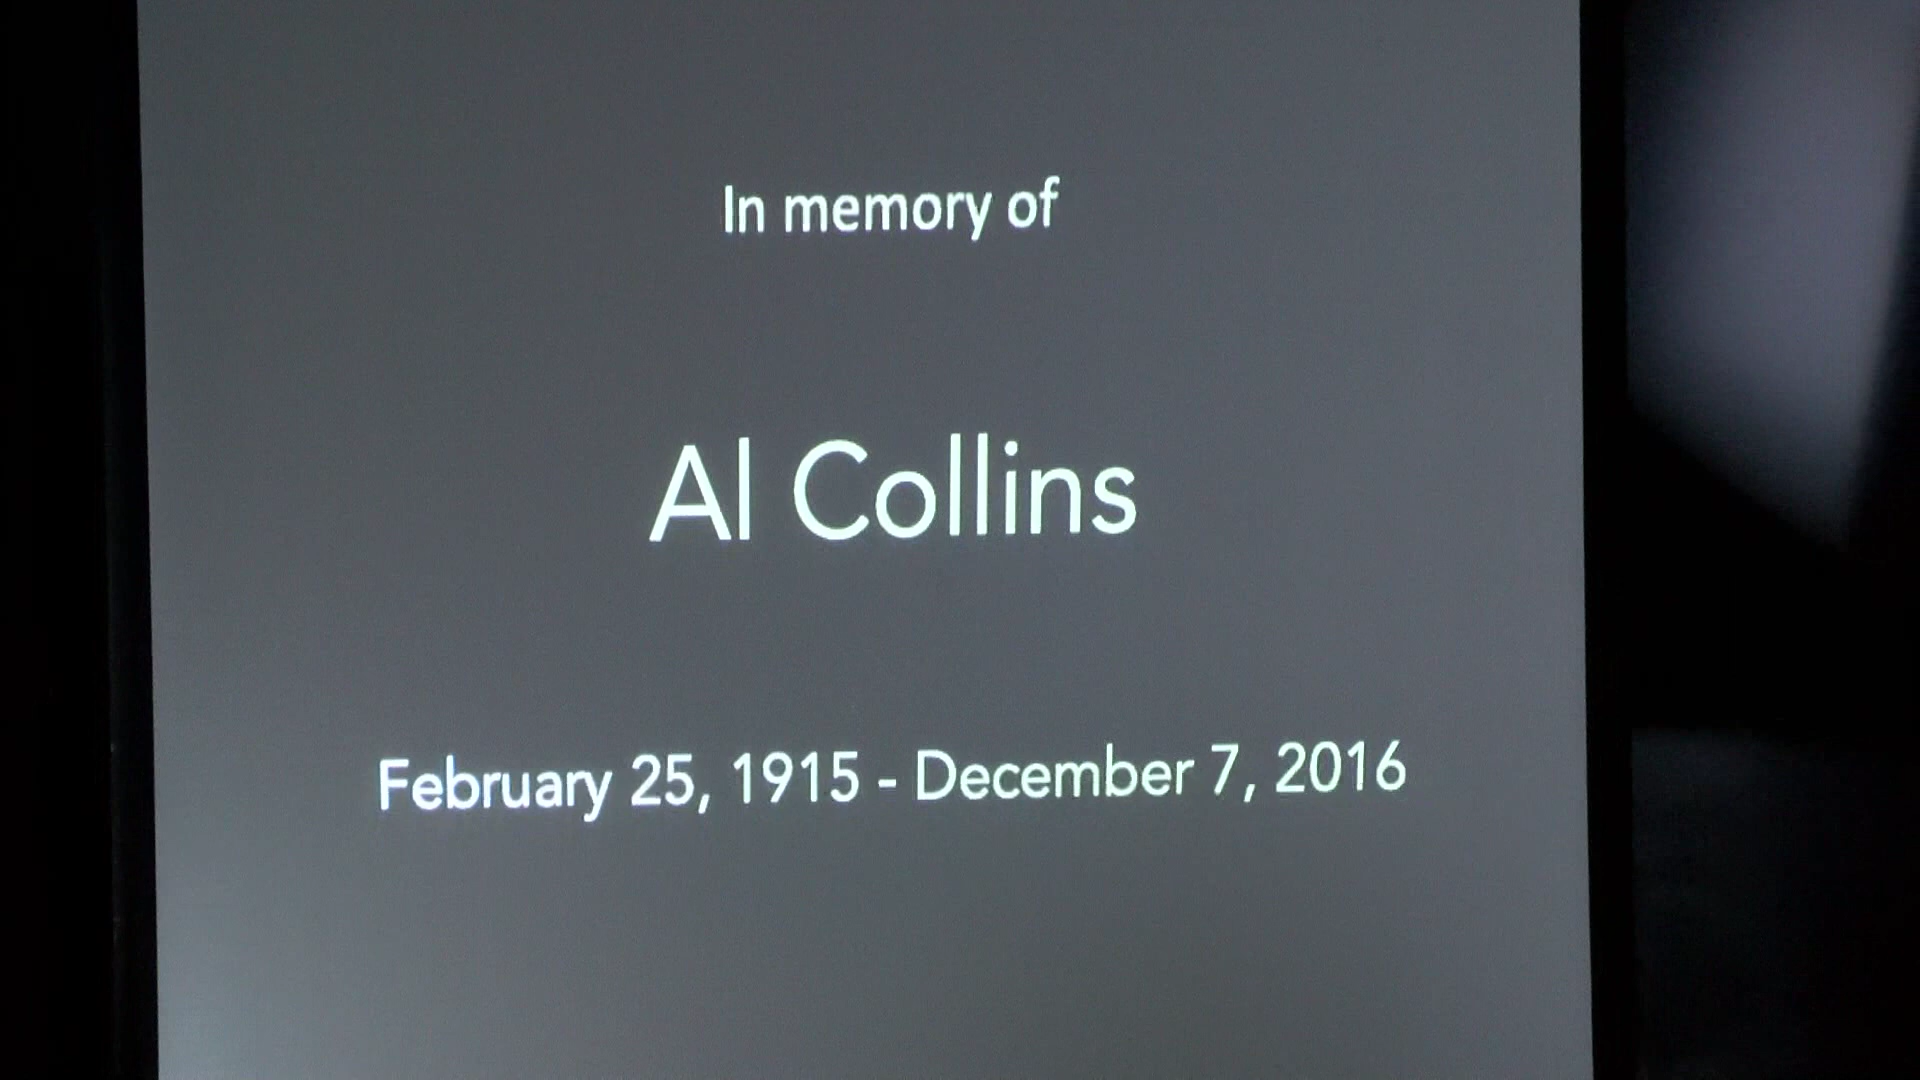 In memory of
Al Collins
February 25, 1915 - December 7, 2016